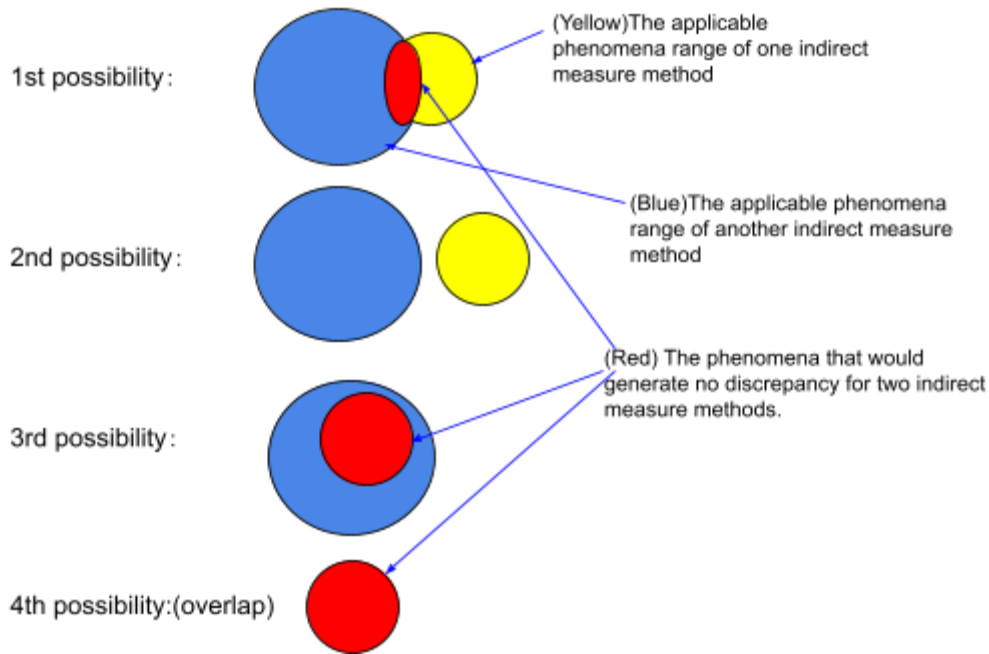 (Yellow)The applicable
phenomena range of one indirect
measure method
1st possibility:
(Blue)The applicable phenomena
range of another indirect measure
method
2nd possibility:
(Red) The phenomena that would
generate no discrepancy for two indirect
measure methods.
3rd possibility:
4th possibility:(overlap)